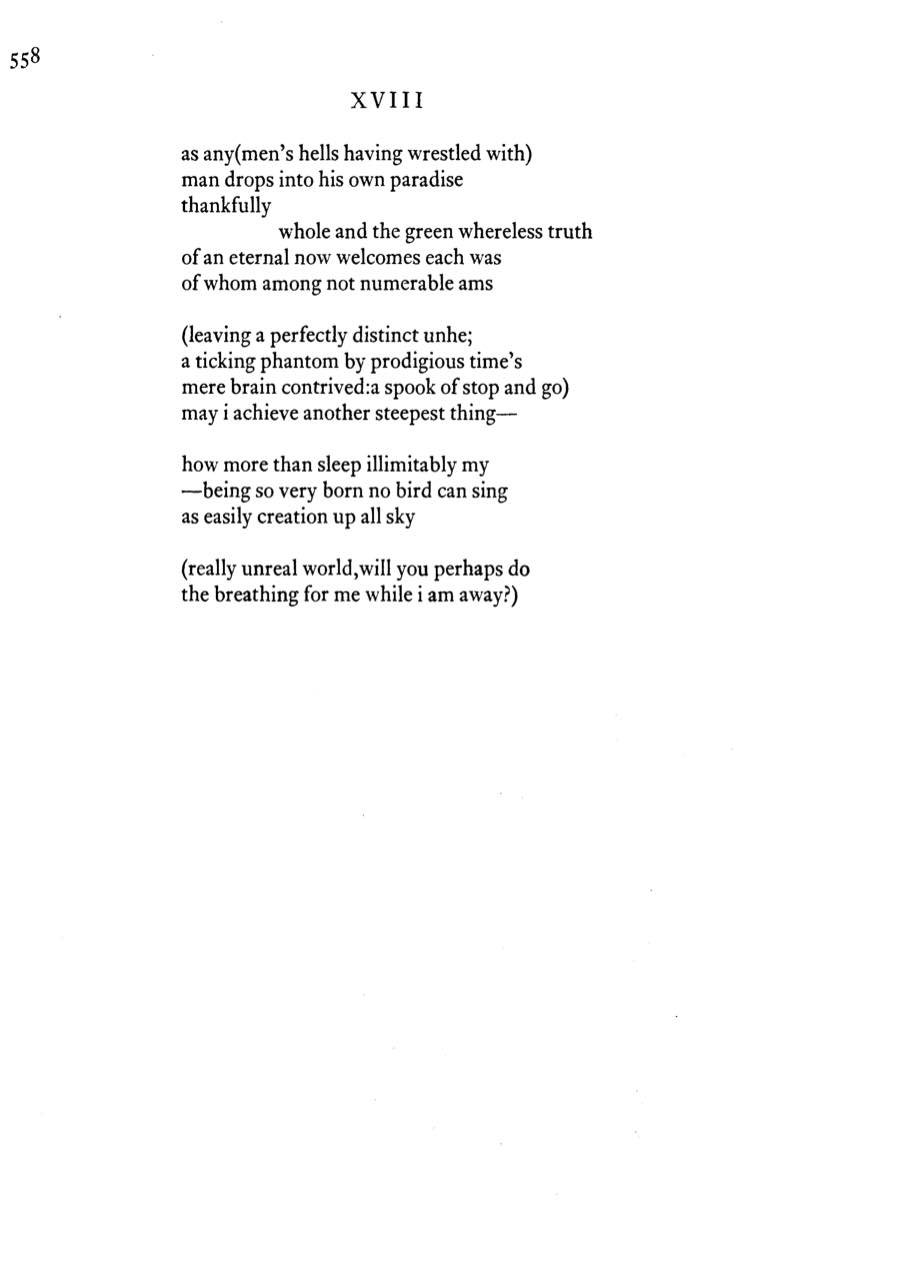 558
XVIII
as any(men's hells having wrestled with)
man drops into his own paradise
thankfully
whole and the green whereless truth
of an eternal now welcomes each was
of whom among not numerable ams
(leaving a perfectly distinct unhe;
a ticking phantom by prodigious time's
mere brain contrived:a spook of stop and go)
may i achieve another steepest thing—
how more than sleep illimitably my
—being so very born no bird can sing
as easily creation up all sky
(really unreal world,will you perhaps do
the breathing for me while i am away?)